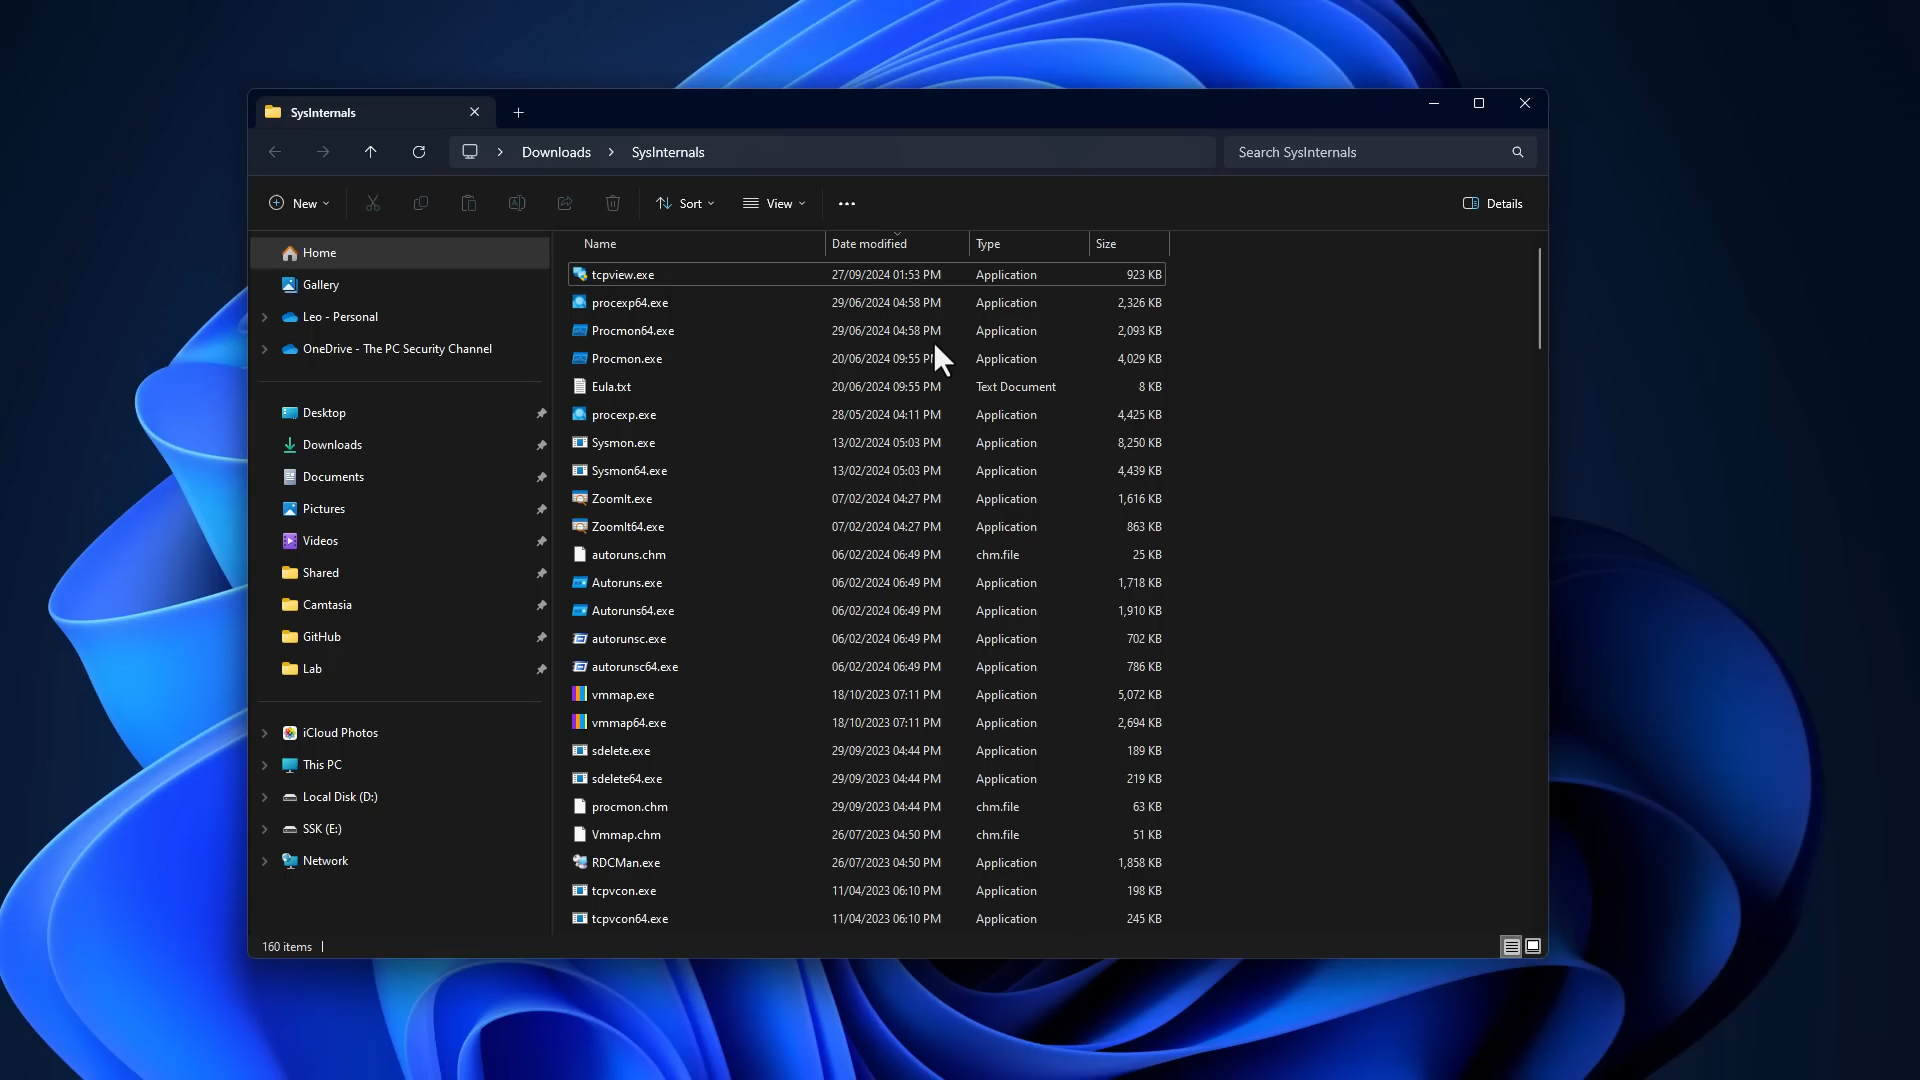 SysInternals
Downloads > SysInternals
Search SysInternals
New
Sort
View
Details
Home
Gallery
Leo - Personal
OneDrive - The PC Security Channel
Desktop
Downloads
Documents
Pictures
Videos
Shared
Camtasia
GitHub
Lab
iCloud Photos
This PC
Local Disk (D:)
SSK (E:)
Network
Name Date modified Type Size
tcpview.exe 27/09/2024 01:53 PM Application 923 KB
procexp64.exe 29/06/2024 04:58 PM Application 2,326 KB
Procmon64.exe 29/06/2024 04:58 PM Application 2,093 KB
Procmon.exe 20/06/2024 09:55 PM Application 4,029 KB
Eula.txt 20/06/2024 09:55 PM Text Document 8 KB
procexp.exe 28/05/2024 04:11 PM Application 4,425 KB
Sysmon.exe 13/02/2024 05:03 PM Application 8,250 KB
Sysmon64.exe 13/02/2024 05:03 PM Application 4,439 KB
ZoomIt.exe 07/02/2024 04:27 PM Application 1,616 KB
ZoomIt64.exe 07/02/2024 04:27 PM Application 863 KB
autoruns.chm 06/02/2024 06:49 PM chm.file 25 KB
Autoruns.exe 06/02/2024 06:49 PM Application 1,718 KB
Autoruns64.exe 06/02/2024 06:49 PM Application 1,910 KB
autorunsc.exe 06/02/2024 06:49 PM Application 702 KB
autorunsc64.exe 06/02/2024 06:49 PM Application 786 KB
vmmap.exe 18/10/2023 07:11 PM Application 5,072 KB
vmmap64.exe 18/10/2023 07:11 PM Application 2,694 KB
sdelete.exe 29/09/2023 04:44 PM Application 189 KB
sdelete64.exe 29/09/2023 04:44 PM Application 219 KB
procmon.chm 29/09/2023 04:44 PM chm.file 63 KB
Vmmap.chm 26/07/2023 04:50 PM chm.file 51 KB
RDCMan.exe 26/07/2023 04:50 PM Application 1,858 KB
tcpvcon.exe 11/04/2023 06:10 PM Application 198 KB
tcpvcon64.exe 11/04/2023 06:10 PM Application 245 KB
160 items